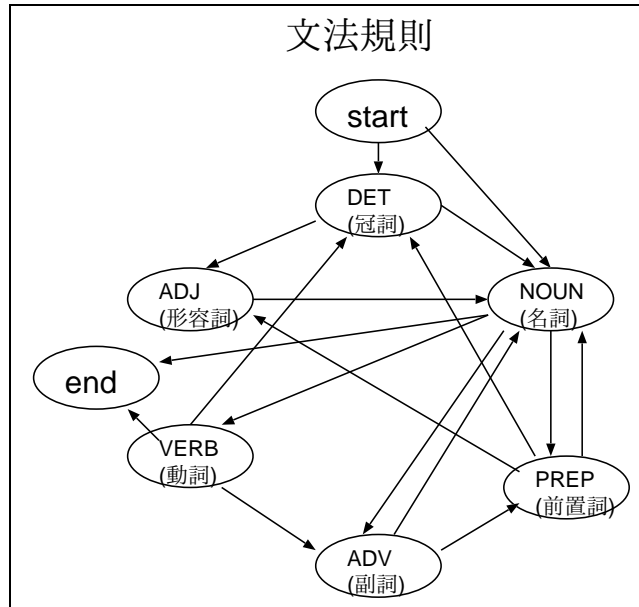 文法規則
start
DET
(冠詞)
ADJ
(形容詞)
NOUN
(名詞)
end
VERB
(動詞)
PREP
(前置詞)
ADV
(副詞)